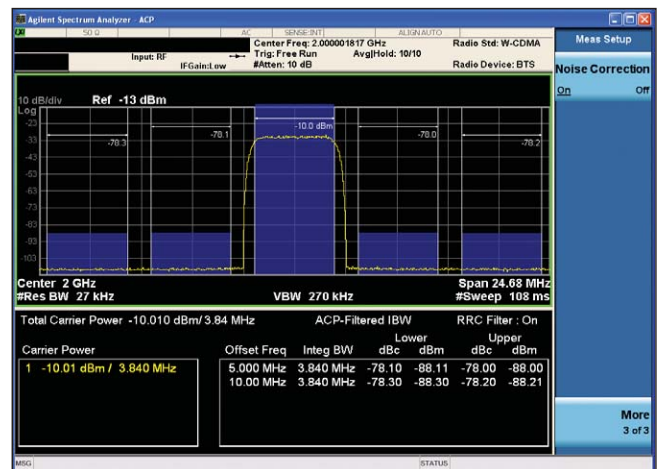 Agilent Spectrum Analyzer - ACP
50 Ω AC SENSE:INT ALIGN AUTO
Center Freq: 2.000001817 GHz Radio Std: W-CDMA
Input: RF Trig: Free Run Avg|Hold: 10/10
IFGain:Low #Atten: 10 dB Radio Device: BTS
Meas Setup
Noise Correction
On Off
10 dB/div Ref -13 dBm
Log
-23
-33
-43
-53
-63
-73
-83
-93
-103
-78.3 -78.1 -10.0 dBm -78.0 -78.2
Center 2 GHz Span 24.68 MHz
#Res BW 27 kHz VBW 270 kHz #Sweep 108 ms
Total Carrier Power -10.010 dBm/ 3.84 MHz ACP-Filtered IBW RRC Filter : On
Lower Upper
Carrier Power Offset Freq Integ BW dBc dBm dBc dBm
1 -10.01 dBm / 3.840 MHz 5.000 MHz 3.840 MHz -78.10 -88.11 -78.00 -88.00
10.00 MHz 3.840 MHz -78.30 -88.30 -78.20 -88.21
More
3 of 3
MSG STATUS